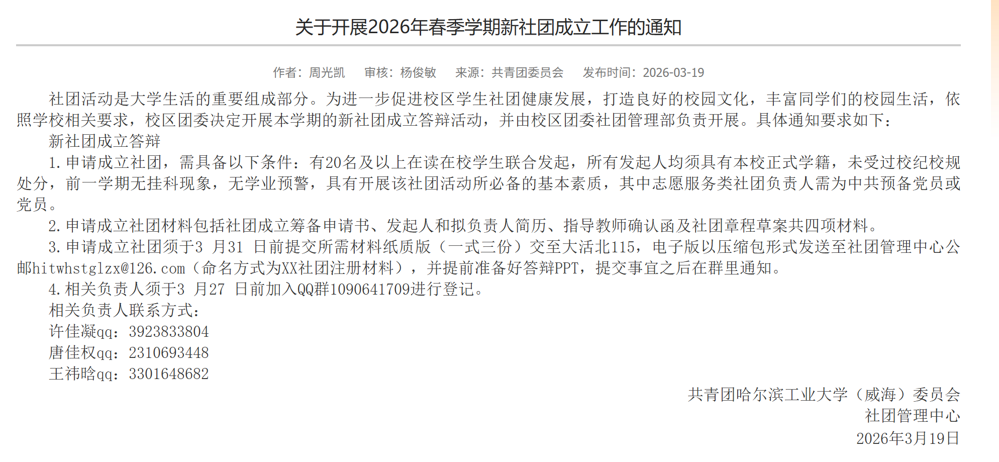 关于开展2026年春季学期新社团成立工作的通知
作者：周光凯 审核：杨俊敏 来源：共青团委员会 发布时间：2026-03-19
社团活动是大学生活的重要组成部分。为进一步促进校区学生社团健康发展，打造良好的校园文化，丰富同学们的校园生活，依
照学校相关要求，校区团委决定开展本学期的新社团成立答辩活动，并由校区团委社团管理部负责开展。具体通知要求如下：
新社团成立答辩
1.申请成立社团，需具备以下条件：有20名及以上在读在校学生联合发起，所有发起人均须具有本校正式学籍，未受过校纪校规
处分，前一学期无挂科现象，无学业预警，具有开展该社团活动所必备的基本素质，其中志愿服务类社团负责人需为中共预备党员或
党员。
2.申请成立社团材料包括社团成立筹备申请书、发起人和拟负责人简历、指导教师确认函及社团章程草案共四项材料。
3.申请成立社团须于3 月31 日前提交所需材料纸质版（一式三份）交至大活北115，电子版以压缩包形式发送至社团管理中心公
邮hitwhstglzx@126.com（命名方式为XX社团注册材料），并提前准备好答辩PPT，提交事宜之后在群里通知。
4.相关负责人须于3 月27 日前加入QQ群1090641709进行登记。
相关负责人联系方式：
许佳凝qq：3923833804
唐佳权qq：2310693448
王祎晗qq：3301648682
共青团哈尔滨工业大学（威海）委员会
社团管理中心
2026年3月19日